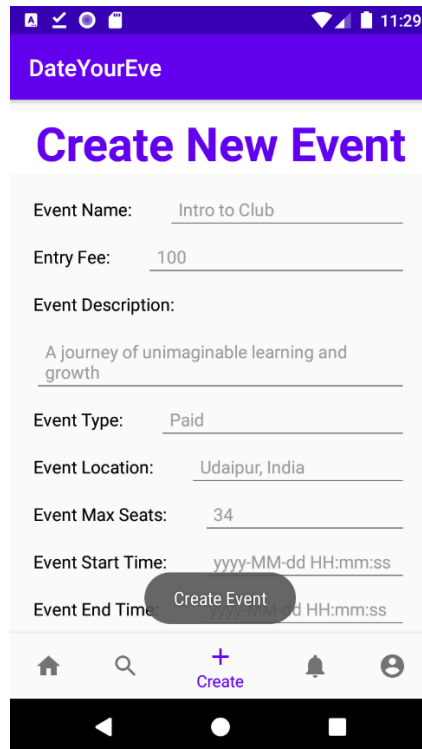 11:29
DateYourEve
Create New Event
Event Name: Intro to Club
Entry Fee: 100
Event Description:
A journey of unimaginable learning and
growth
Event Type: Paid
Event Location: Udaipur, India
Event Max Seats: 34
Event Start Time: yyyy-MM-dd HH:mm:ss
Event End Time: HH:mm:ss
Create Event
Create